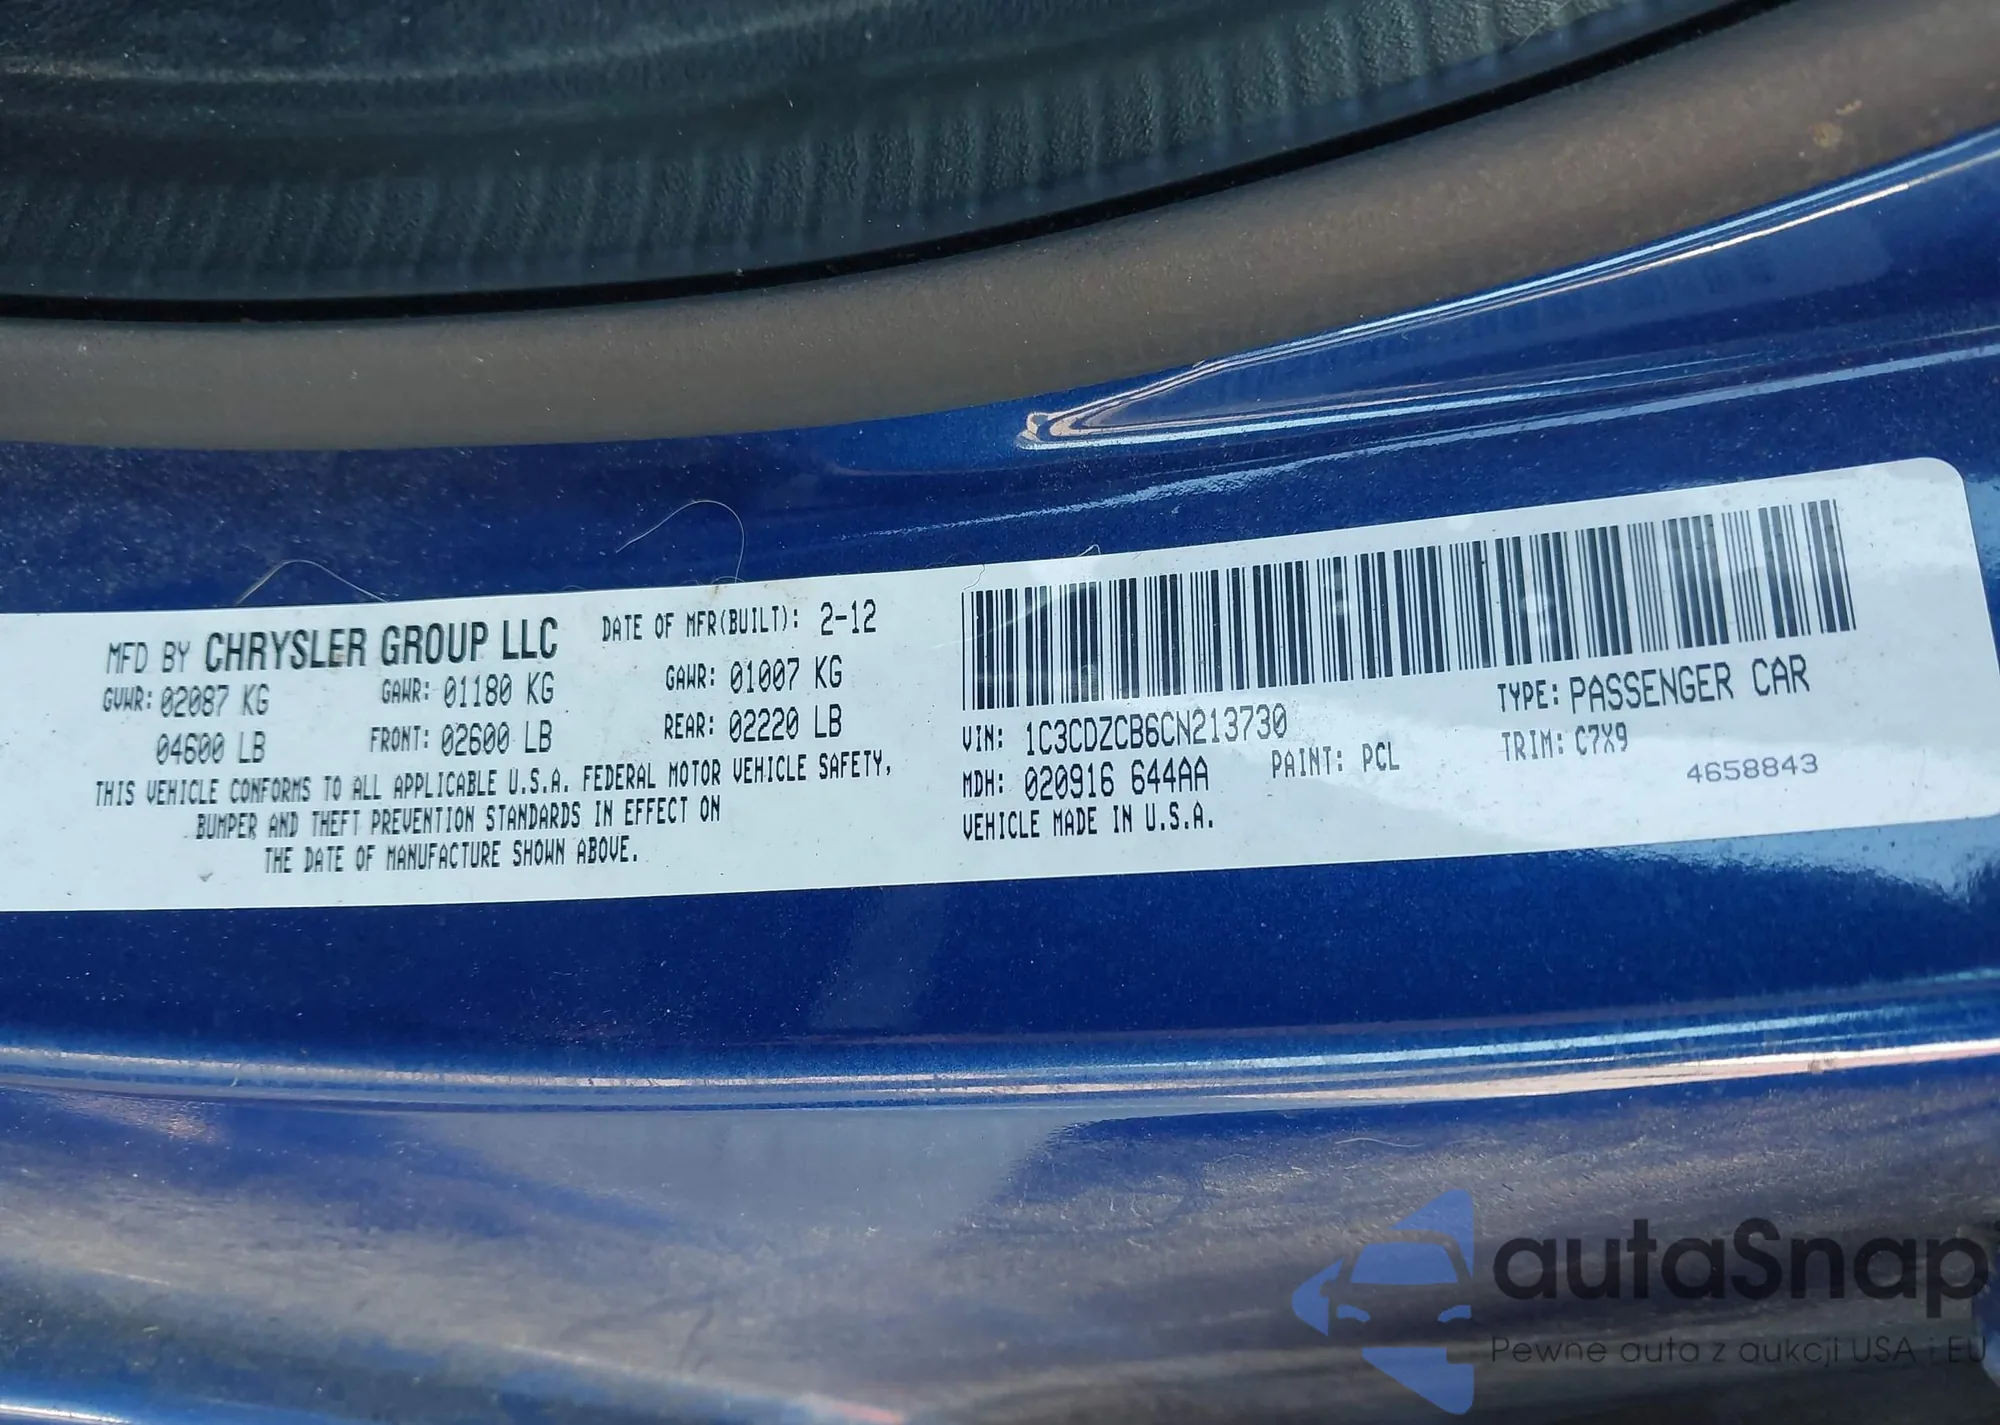 MFD BY CHRYSLER GROUP LLC DATE OF MFR(BUILT): 2-12
GVWR: 02087 KG GAWR: 01180 KG GAWR: 01007 KG
04600 LB FRONT: 02600 LB REAR: 02220 LB
THIS VEHICLE CONFORMS TO ALL APPLICABLE U.S.A. FEDERAL MOTOR VEHICLE SAFETY,
BUMPER AND THEFT PREVENTION STANDARDS IN EFFECT ON
THE DATE OF MANUFACTURE SHOWN ABOVE.
VIN: 1C3CDZCB6CN213730 TYPE: PASSENGER CAR
MDH: 020916 644AA PAINT: PCL TRIM: C7X9
VEHICLE MADE IN U.S.A. 4658843
autaSnap
Pewne auta z aukcji USA i EU